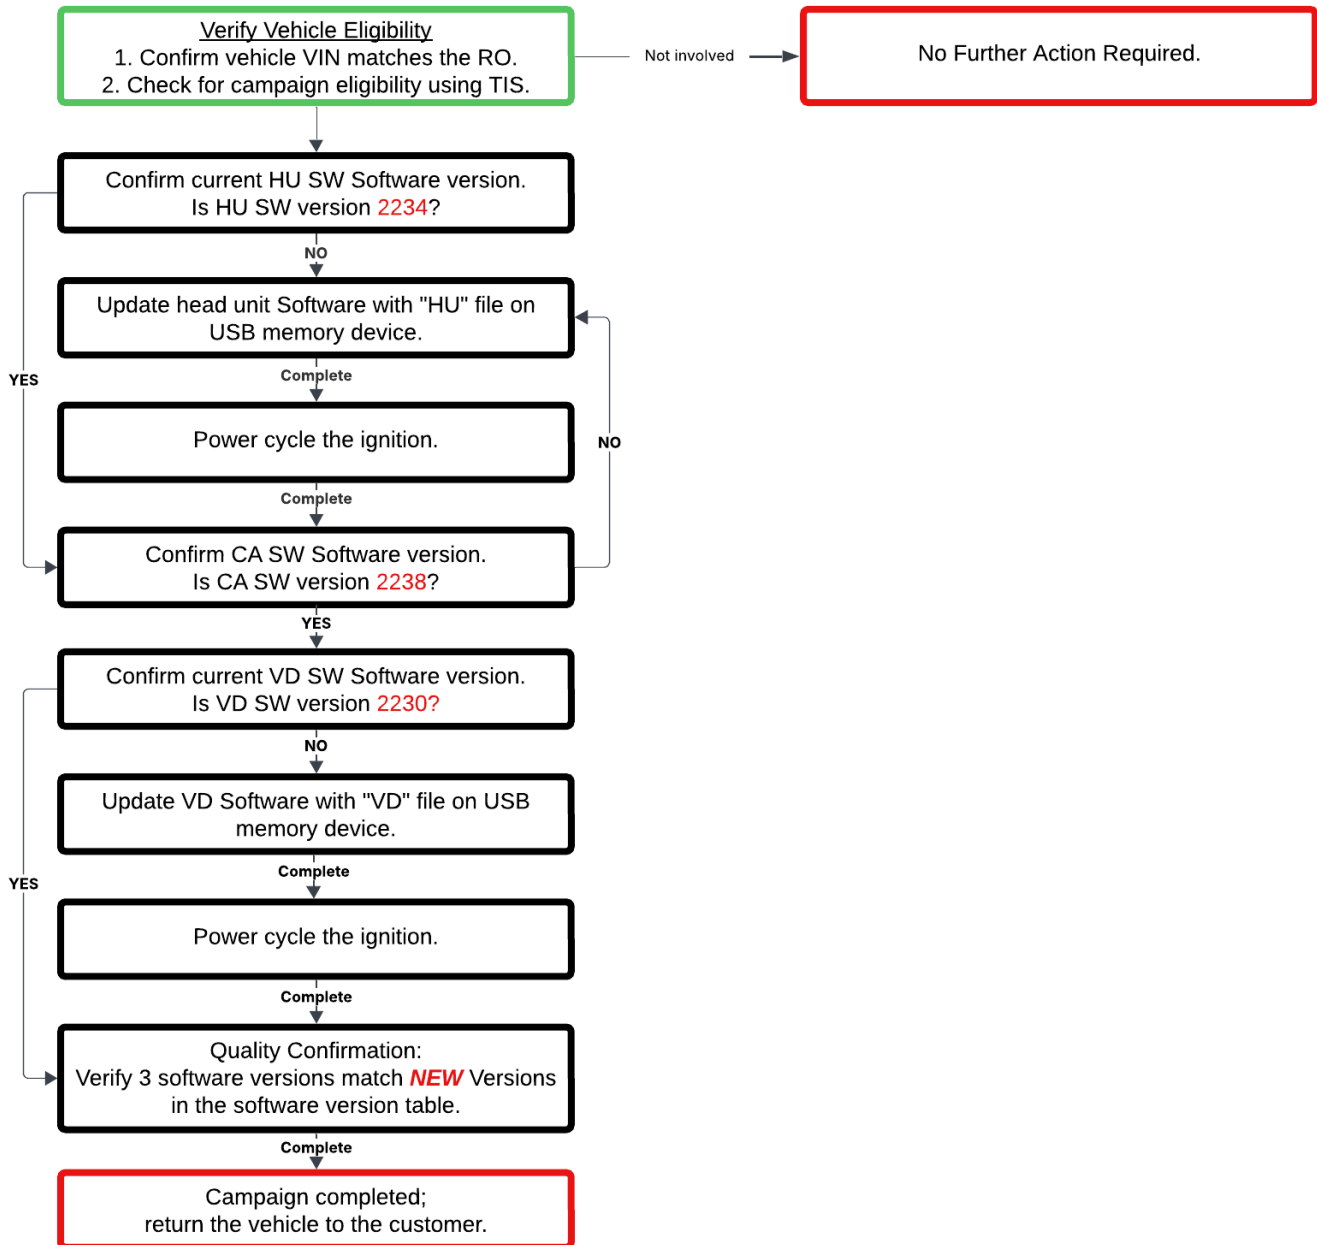 Verify Vehicle Eligibility
1. Confirm vehicle VIN matches the RO.
2. Check for campaign eligibility using TIS.
Not involved
No Further Action Required.
Confirm current HU SW Software version.
Is HU SW version 2234?
NO
Update head unit Software with "HU" file on
USB memory device.
YES
Complete
Power cycle the ignition.
NO
Complete
Confirm CA SW Software version.
Is CA SW version 2238?
YES
Confirm current VD SW Software version.
Is VD SW version 2230?
NO
Update VD Software with "VD" file on USB
memory device.
Complete
YES
Power cycle the ignition.
Complete
Quality Confirmation:
Verify 3 software versions match NEW Versions
in the software version table.
Complete
Campaign completed;
return the vehicle to the customer.